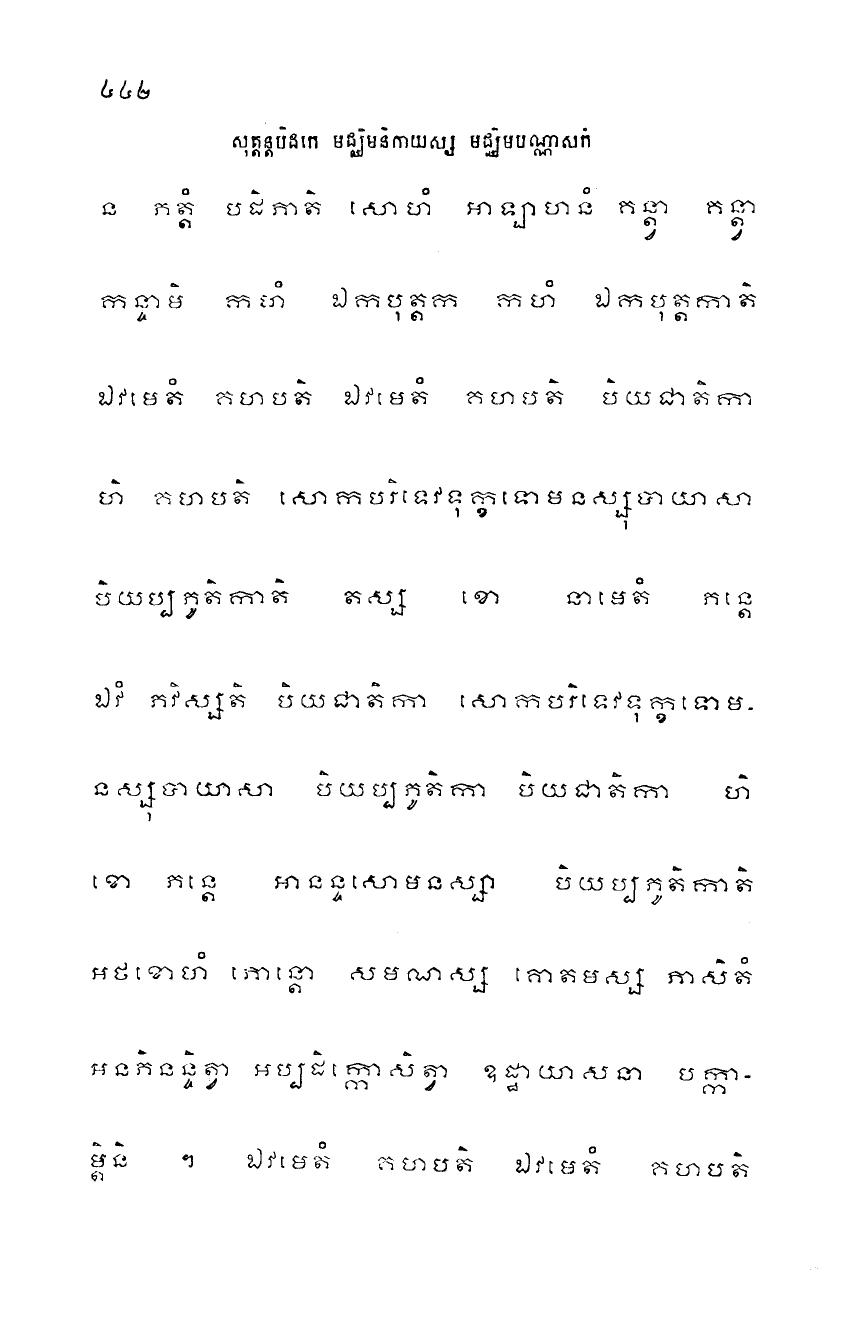 ៤៤២
សុត្តន្តបិដកេ មជ្ឈិមនិកាយស្ស មជ្ឈិមបណ្ណាសកំ
ន ភត្តំ បដិភាតិ សោហំ អាឡាហនំ គន្ត្វា គន្ត្វា
កន្ទាមិ កហំ ឯកបុត្តក កហំ ឯកបុត្តកាតិ
ឯវមេតំ គហបតិ ឯវមេតំ គហបតិ បិយជាតិកា
ហិ គហបតិ សោកបរិទេវទុក្ខទោមនស្សុបាយាសា
បិយប្បភូតិកាតិ តស្ស ខោ នាមេតំ ភន្តេ
ឯវំ ភវិស្សតិ បិយជាតិកា សោកបរិទេវទុក្ខទោម-
នស្សុបាយាសា បិយប្បភូតិកា បិយជាតិកា ហិ
ខោ ភន្តេ អានន្ទសោមនស្សា បិយប្បភូតិកាតិ
អថខោហំ ភោន្តោ សមណស្ស គោតមស្ស ភាសិតំ
អនភិនន្ទិត្វា អប្បដិក្កោសិត្វា ឧដ្ឋាយាសនា បក្កា-
ម្តិនិ ។ ឯវមេតំ គហបតិ ឯវមេតំ គហបតិ